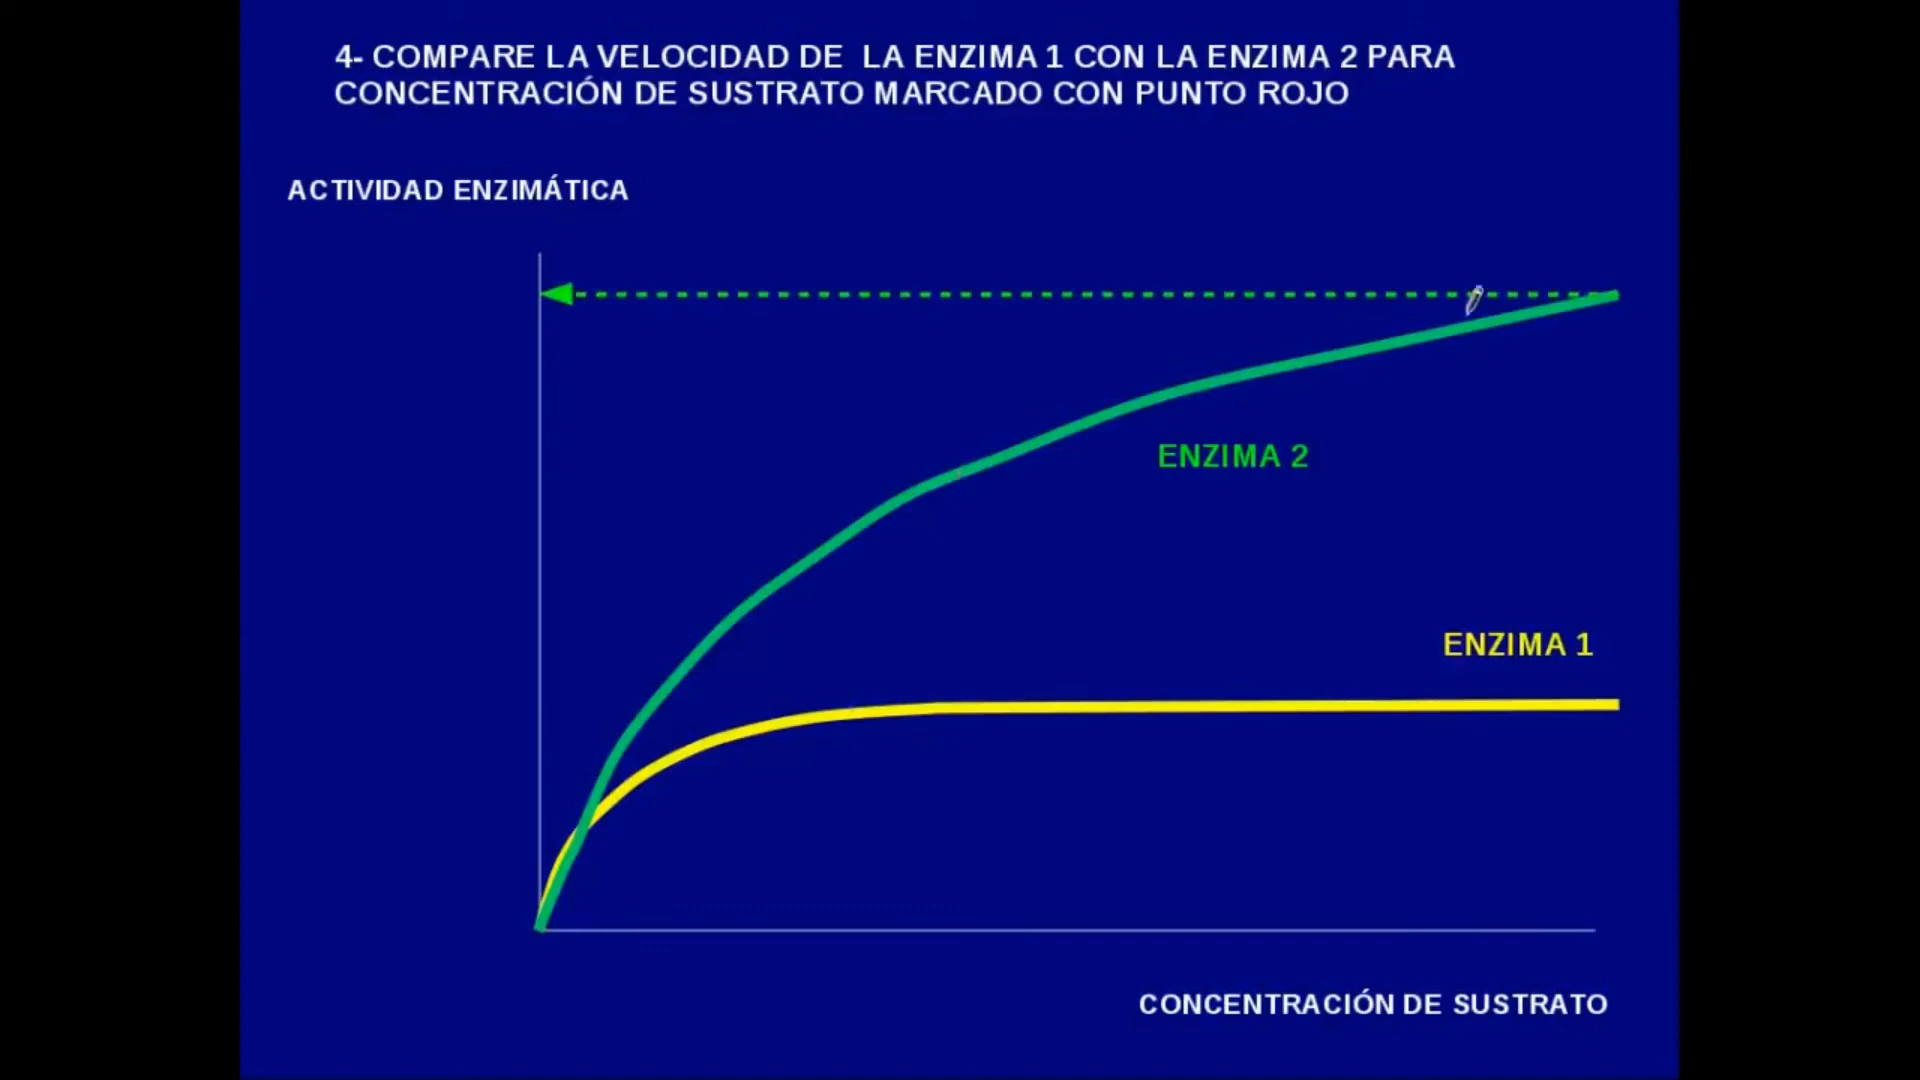 4- COMPARE LA VELOCIDAD DE LA ENZIMA 1 CON LA ENZIMA 2 PARA
CONCENTRACIÓN DE SUSTRATO MARCADO CON PUNTO ROJO
ACTIVIDAD ENZIMÁTICA
ENZIMA 2
ENZIMA 1
CONCENTRACIÓN DE SUSTRATO